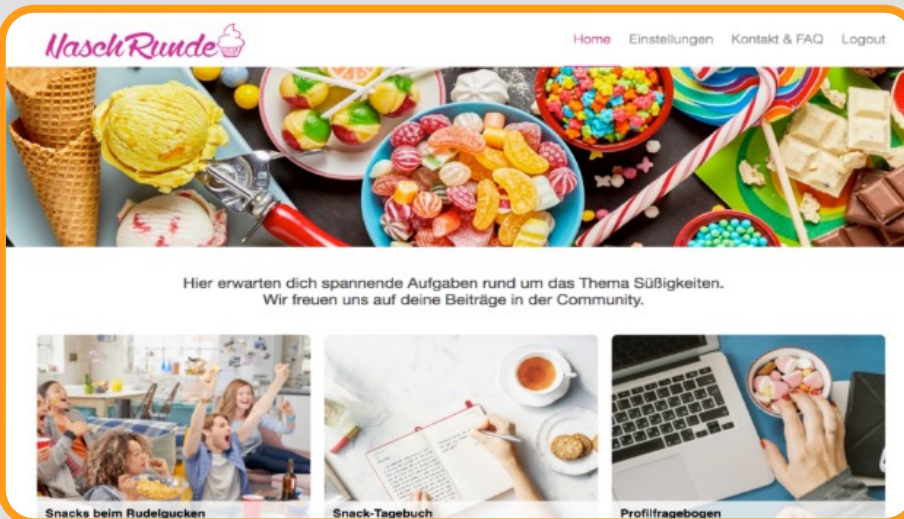 NaschRunde
Home Einstellungen Kontakt & FAQ Logout
Hier erwarten dich spannende Aufgaben rund um das Thema Süßigkeiten.
Wir freuen uns auf deine Beiträge in der Community.
Snacks beim Rudelgucken
Snack-Tagebuch
Profilfragebogen